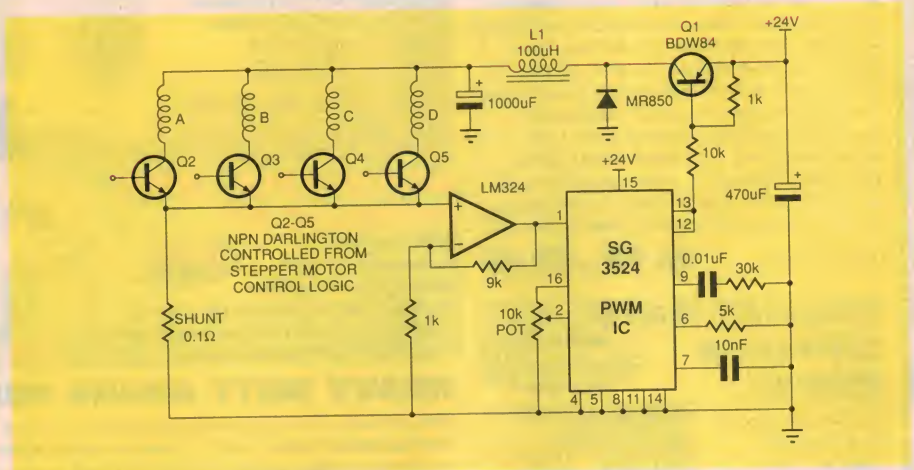 +24V
Q1
BDW84
L1
100uH
+
1000uF
MR850
1k
10k
+
470uF
A
B
C
D
Q2
Q3
Q4
Q5
LM324
+
−
9k
1k
Q2-Q5
NPN DARLINGTON
CONTROLLED FROM
STEPPER MOTOR
CONTROL LOGIC
SHUNT
0.1Ω
+24V
15
1
16
2
10k
POT
SG
3524
PWM
IC
13
12
9
6
7
0.01uF
30k
5k
10nF
4
5
8
11
14